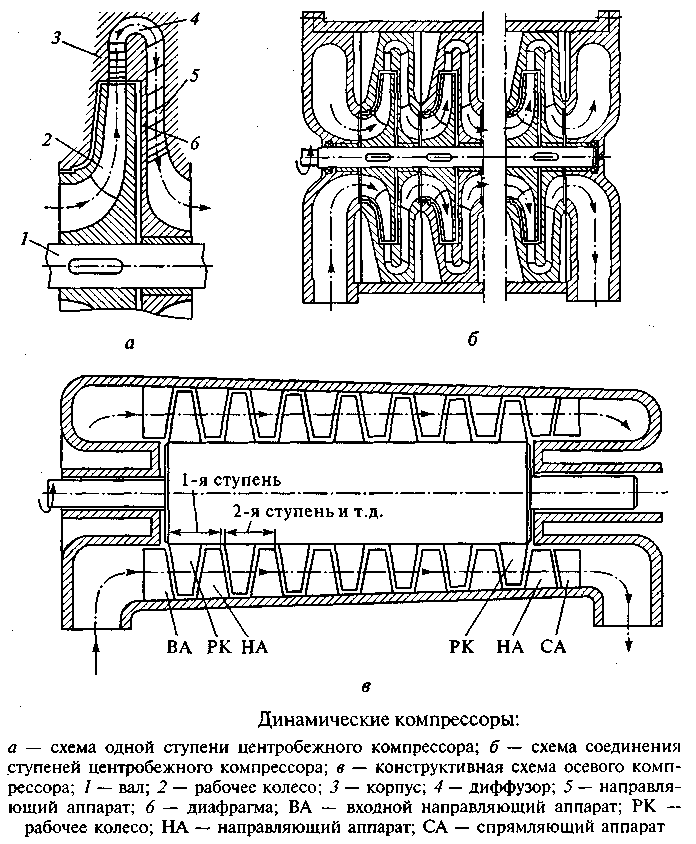 3
4
5
6
2
1
а
б
1-я ступень
2-я ступень и т.д.
ВА РК НА РК НА СА
в
Динамические компрессоры:
а — схема одной ступени центробежного компрессора; б — схема соединения
ступеней центробежного компрессора; в — конструктивная схема осевого комп-
рессора; 1 — вал; 2 — рабочее колесо; 3 — корпус; 4 — диффузор; 5 — направля-
ющий аппарат; 6 — диафрагма; ВА — входной направляющий аппарат; РК —
рабочее колесо; НА — направляющий аппарат; СА — спрямляющий аппарат